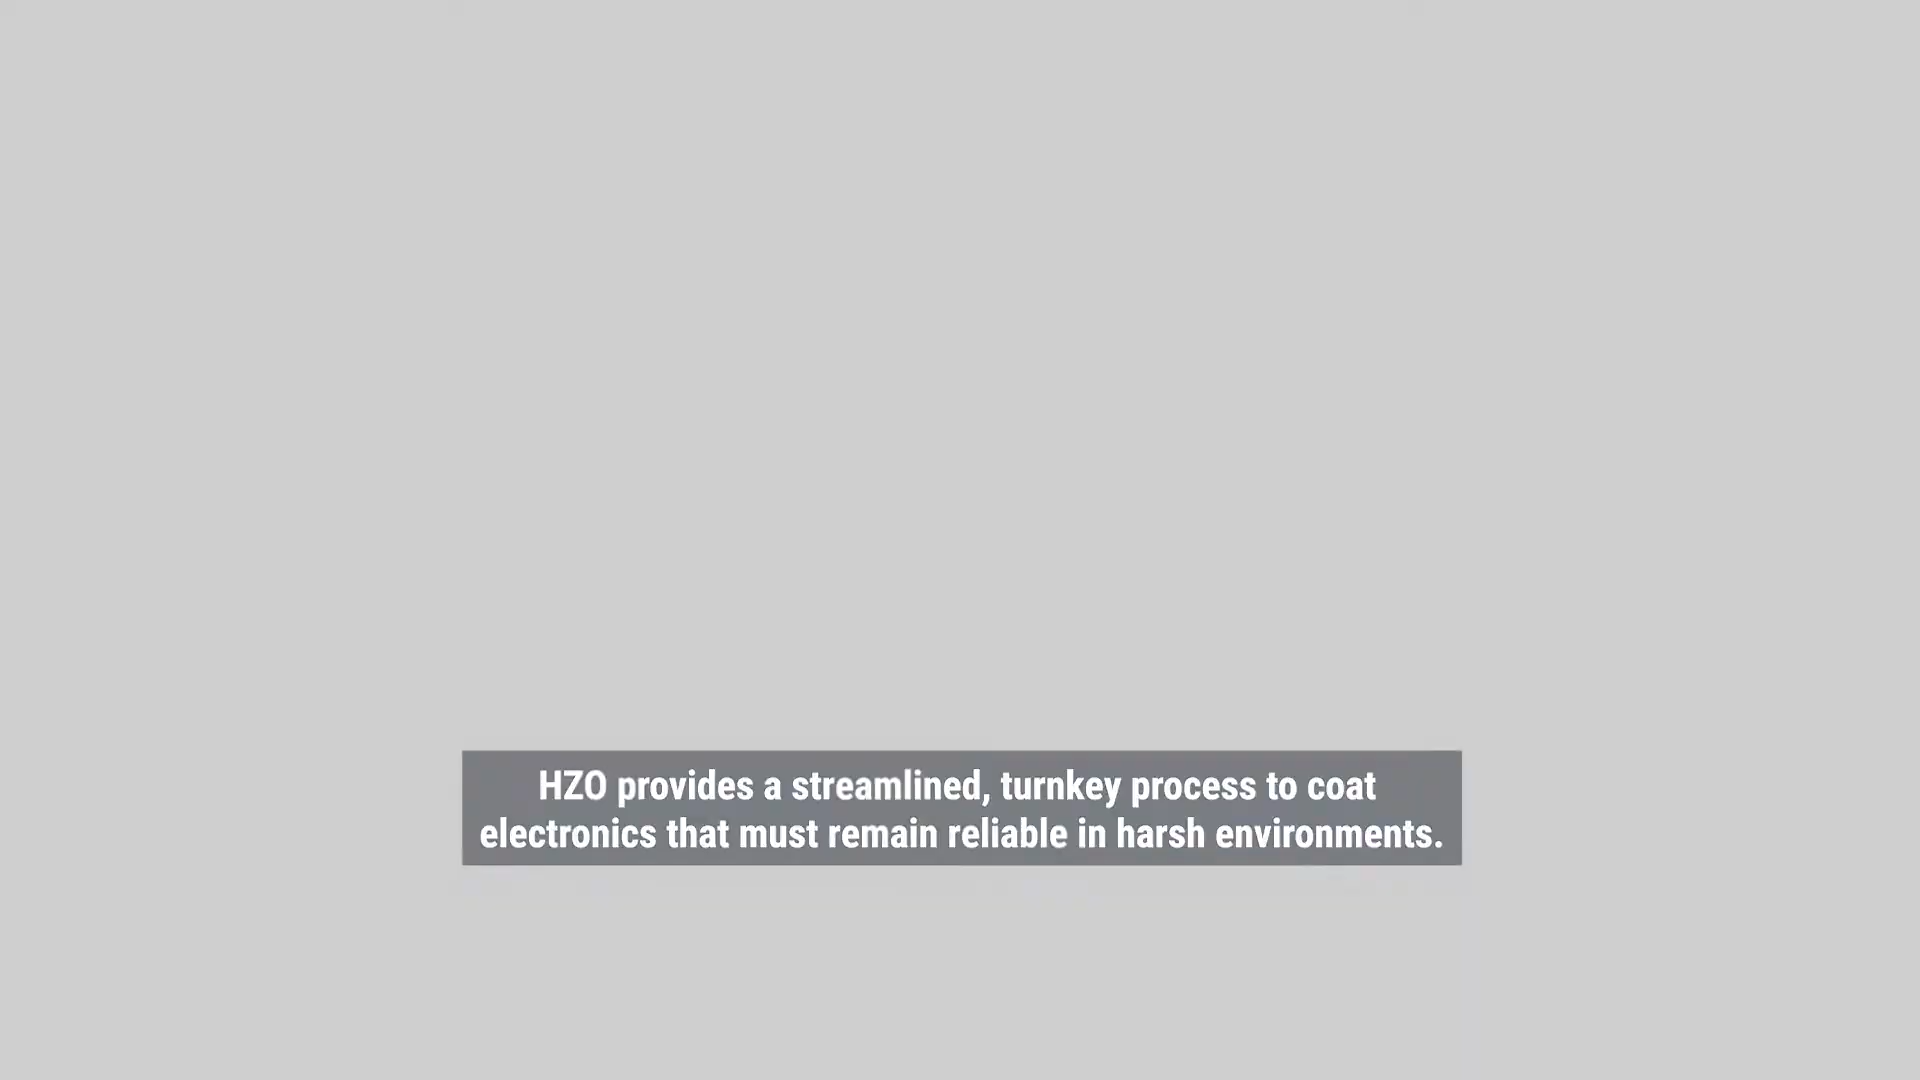 HZO provides a streamlined, turnkey process to coat
electronics that must remain reliable in harsh environments.